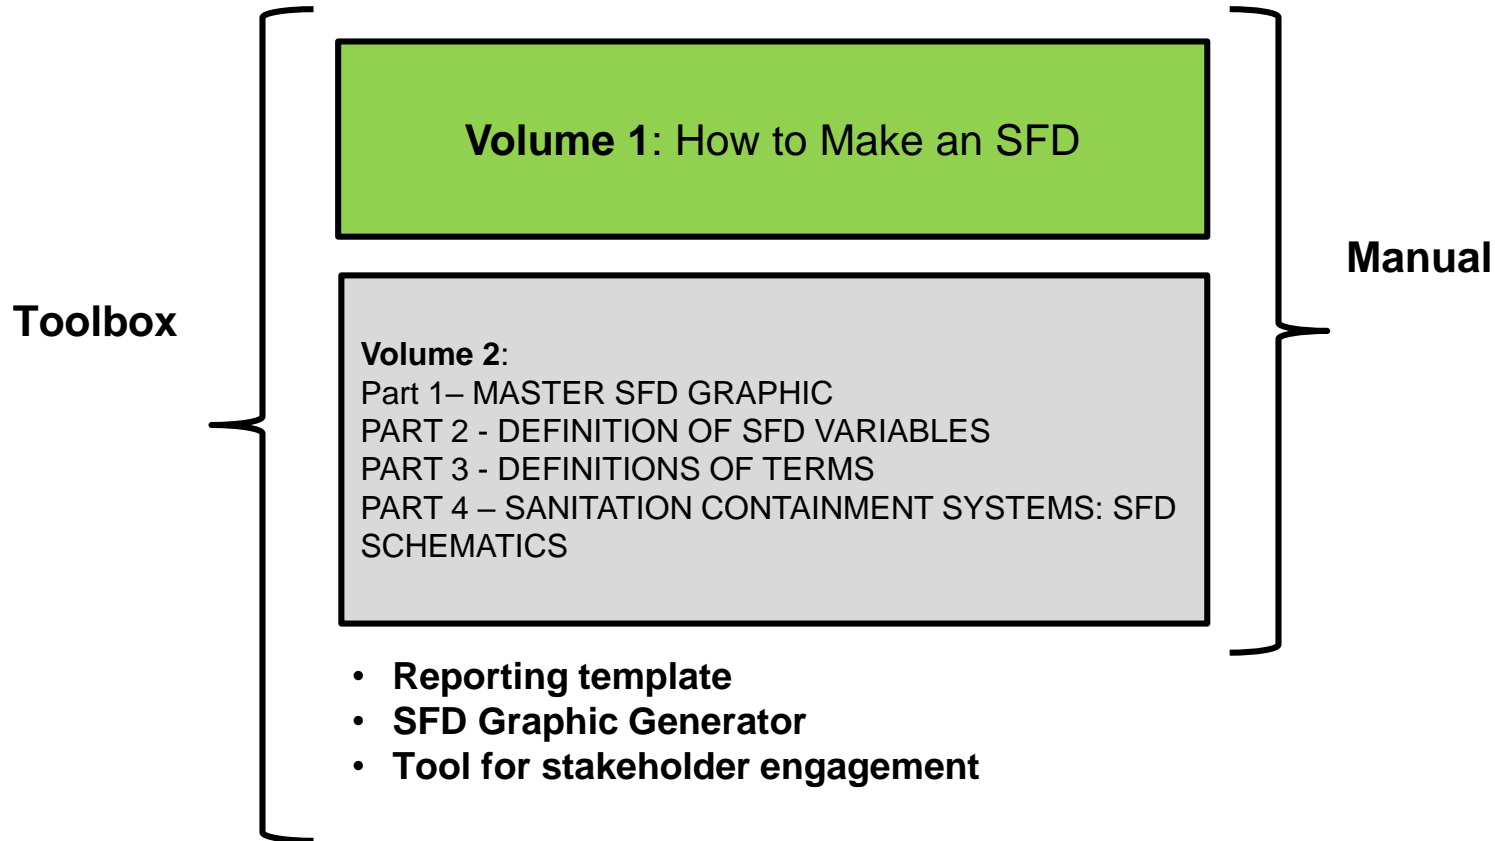 Volume 1: How to Make an SFD
Manual
Toolbox
Volume 2:
Part 1– MASTER SFD GRAPHIC
PART 2 - DEFINITION OF SFD VARIABLES
PART 3 - DEFINITIONS OF TERMS
PART 4 – SANITATION CONTAINMENT SYSTEMS: SFD
SCHEMATICS
• Reporting template
• SFD Graphic Generator
• Tool for stakeholder engagement